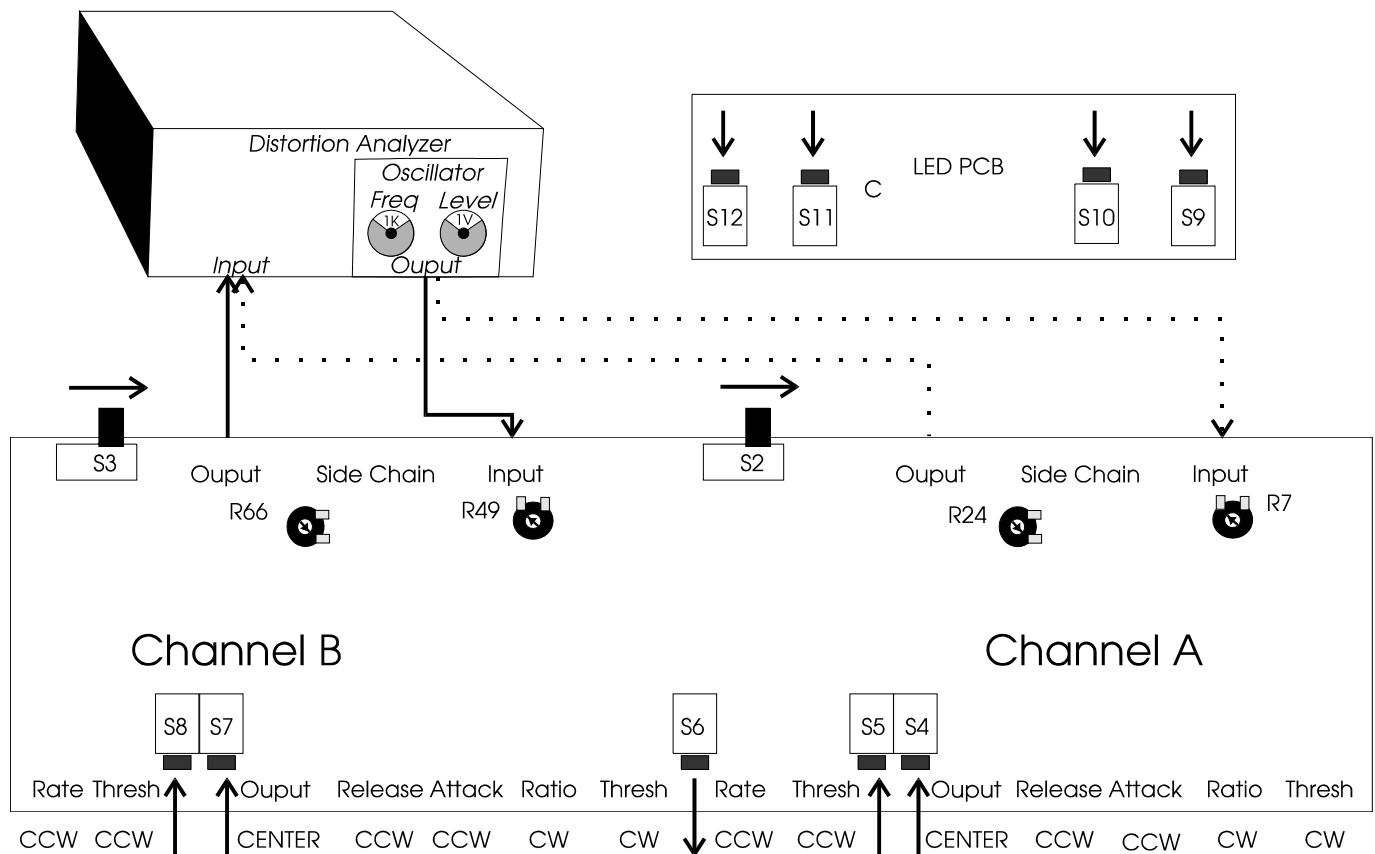 Distortion Analyzer
Oscillator
Freq Level
1K 1V
Input Ouput
LED PCB
C
S12 S11 S10 S9
S3 S2
Ouput Side Chain Input Ouput Side Chain Input
R66 R49 R24 R7
Channel B Channel A
S8 S7 S6 S5 S4
Rate Thresh Ouput Release Attack Ratio Thresh Rate Thresh Ouput Release Attack Ratio Thresh
CCW CCW CENTER CCW CCW CW CW CCW CCW CENTER CCW CCW CW CW